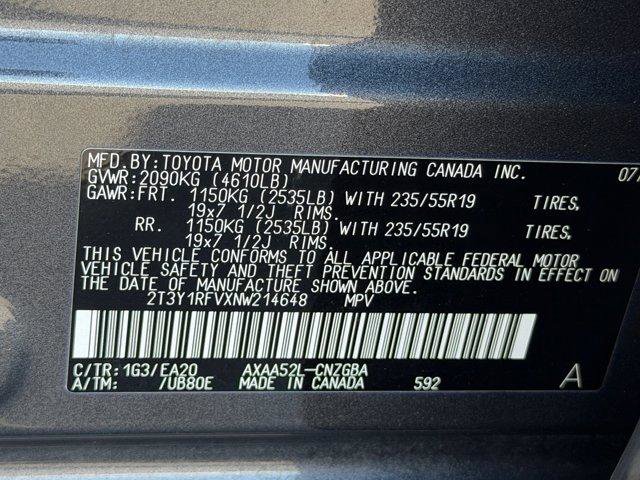 MFD.BY:TOYOTA MOTOR MANUFACTURING CANADA INC. 07/
GVWR:2090KG (4610LB)
GAWR:FRT. 1150KG (2535LB) WITH 235/55R19 TIRES,
19x7 1/2J RIMS.
RR. 1150KG (2535LB) WITH 235/55R19 TIRES,
19x7 1/2J RIMS.
THIS VEHICLE CONFORMS TO ALL APPLICABLE FEDERAL MOTOR
VEHICLE SAFETY AND THEFT PREVENTION STANDARDS IN EFFECT ON
THE DATE OF MANUFACTURE SHOWN ABOVE.
2T3Y1RFVXNW214648 MPV
C/TR:1G3/EA20 AXAA52L-CNZGBA
A/TM: /UB80E MADE IN CANADA 592 A